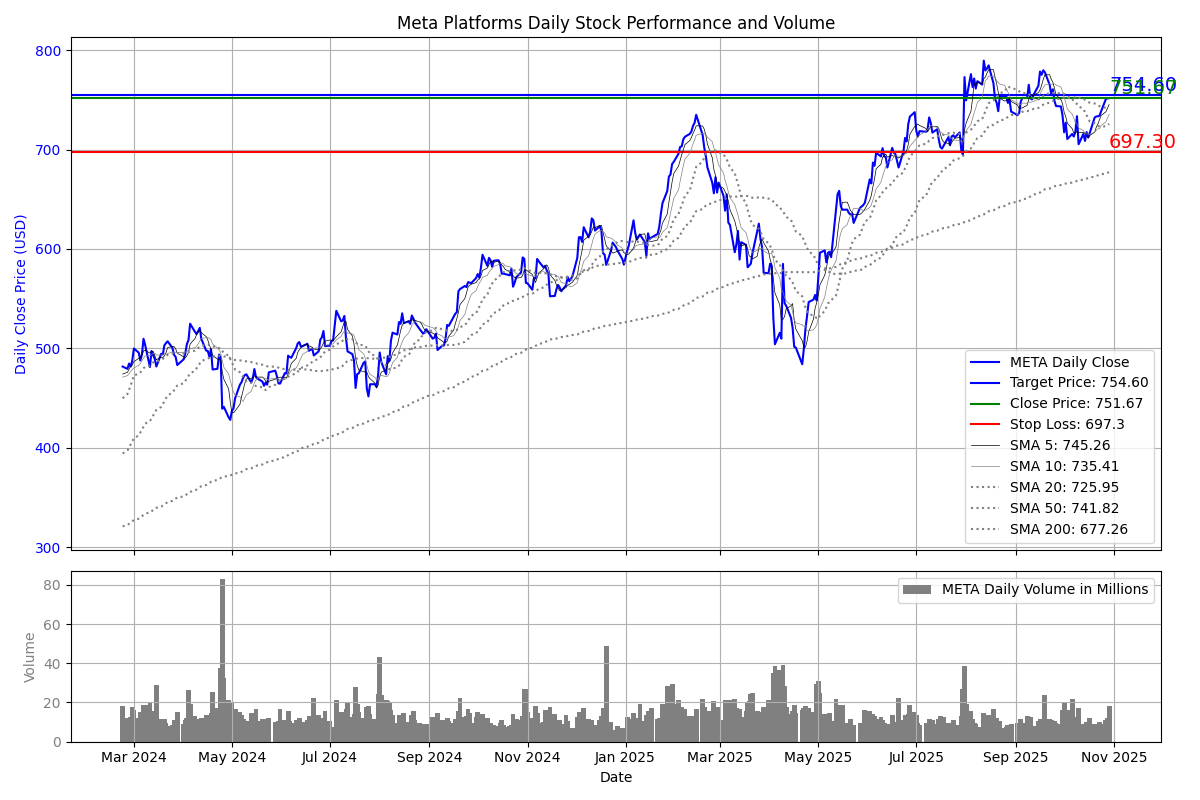 Meta Platforms Daily Stock Performance and Volume
Daily Close Price (USD)
800
700
600
500
400
300
754.60
751.67
697.30
META Daily Close
Target Price: 754.60
Close Price: 751.67
Stop Loss: 697.3
SMA 5: 745.26
SMA 10: 735.41
SMA 20: 725.95
SMA 50: 741.82
SMA 200: 677.26
Volume
80
60
40
20
0
META Daily Volume in Millions
Mar 2024 May 2024 Jul 2024 Sep 2024 Nov 2024 Jan 2025 Mar 2025 May 2025 Jul 2025 Sep 2025 Nov 2025
Date